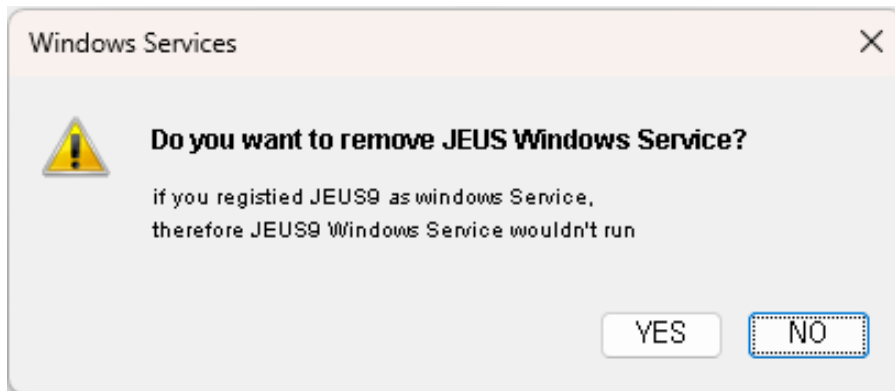 Windows Services
Do you want to remove JEUS Windows Service?
if you registied JEUS9 as windows Service,
therefore JEUS9 Windows Service wouldn't run
YES
NO